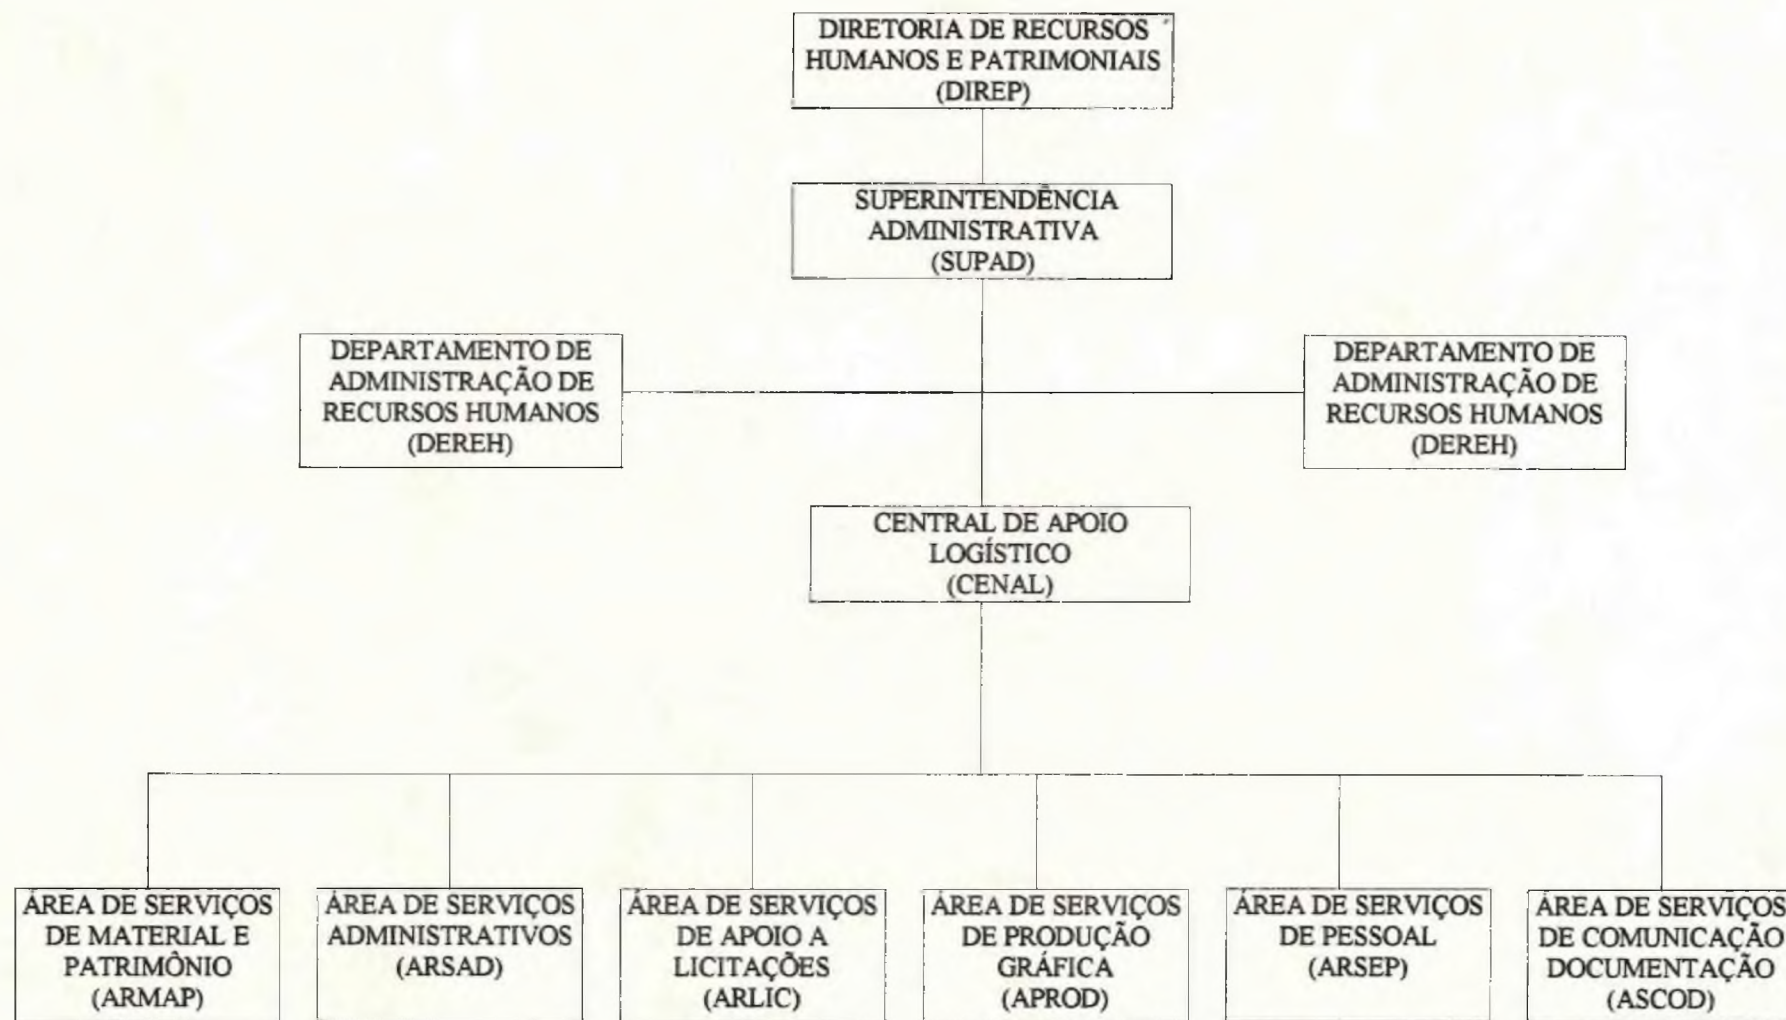 DIRETORIA DE RECURSOS
HUMANOS E PATRIMONIAIS
(DIREP)
SUPERINTENDÊNCIA
ADMINISTRATIVA
(SUPAD)
DEPARTAMENTO DE
ADMINISTRAÇÃO DE
RECURSOS HUMANOS
(DEREH)
DEPARTAMENTO DE
ADMINISTRAÇÃO DE
RECURSOS HUMANOS
(DEREH)
CENTRAL DE APOIO
LOGÍSTICO
(CENAL)
ÁREA DE SERVIÇOS
DE MATERIAL E
PATRIMÔNIO
(ARMAP)
ÁREA DE SERVIÇOS
ADMINISTRATIVOS
(ARSAD)
ÁREA DE SERVIÇOS
DE APOIO A
LICITAÇÕES
(ARLIC)
ÁREA DE SERVIÇOS
DE PRODUÇÃO
GRÁFICA
(APROD)
ÁREA DE SERVIÇOS
DE PESSOAL
(ARSEP)
ÁREA DE SERVIÇOS
DE COMUNICAÇÃO
DOCUMENTAÇÃO
(ASCOD)